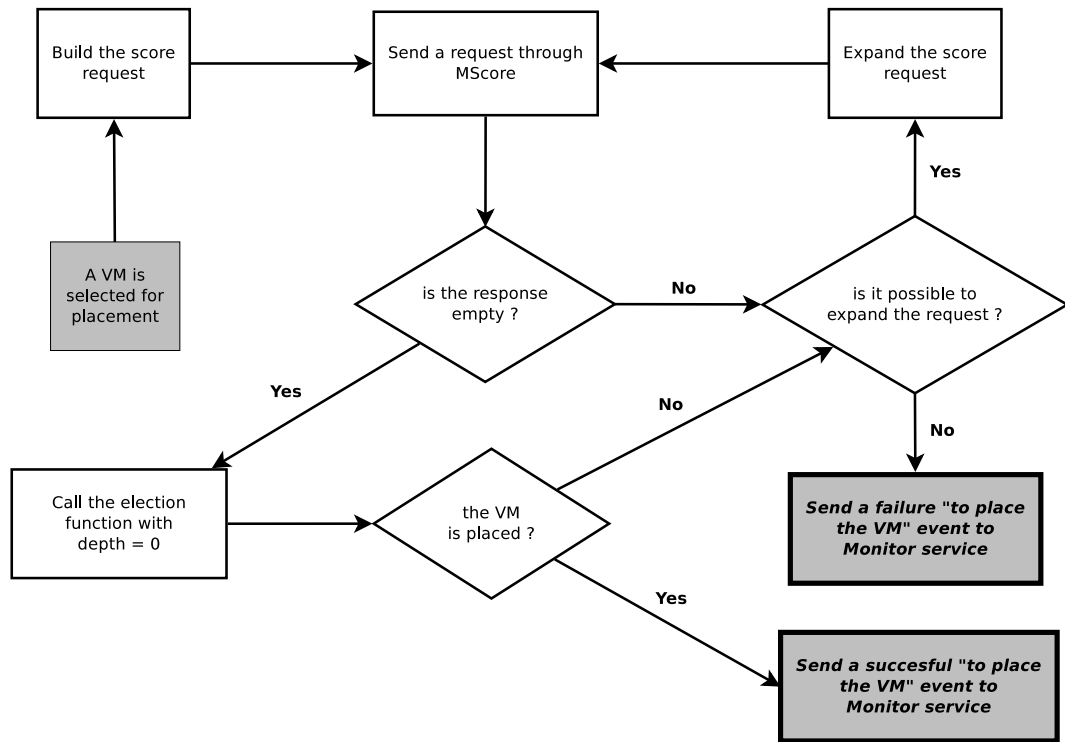 Build the score
request
Send a request through
MScore
Expand the score
request
Yes
A VM is
selected for
placement
is the response
empty ?
No
is it possible to
expand the request ?
Yes
No
No
Call the election
function with
depth = 0
the VM
is placed ?
Send a failure "to place
the VM" event to
Monitor service
Yes
Send a succesful "to place
the VM" event to
Monitor service